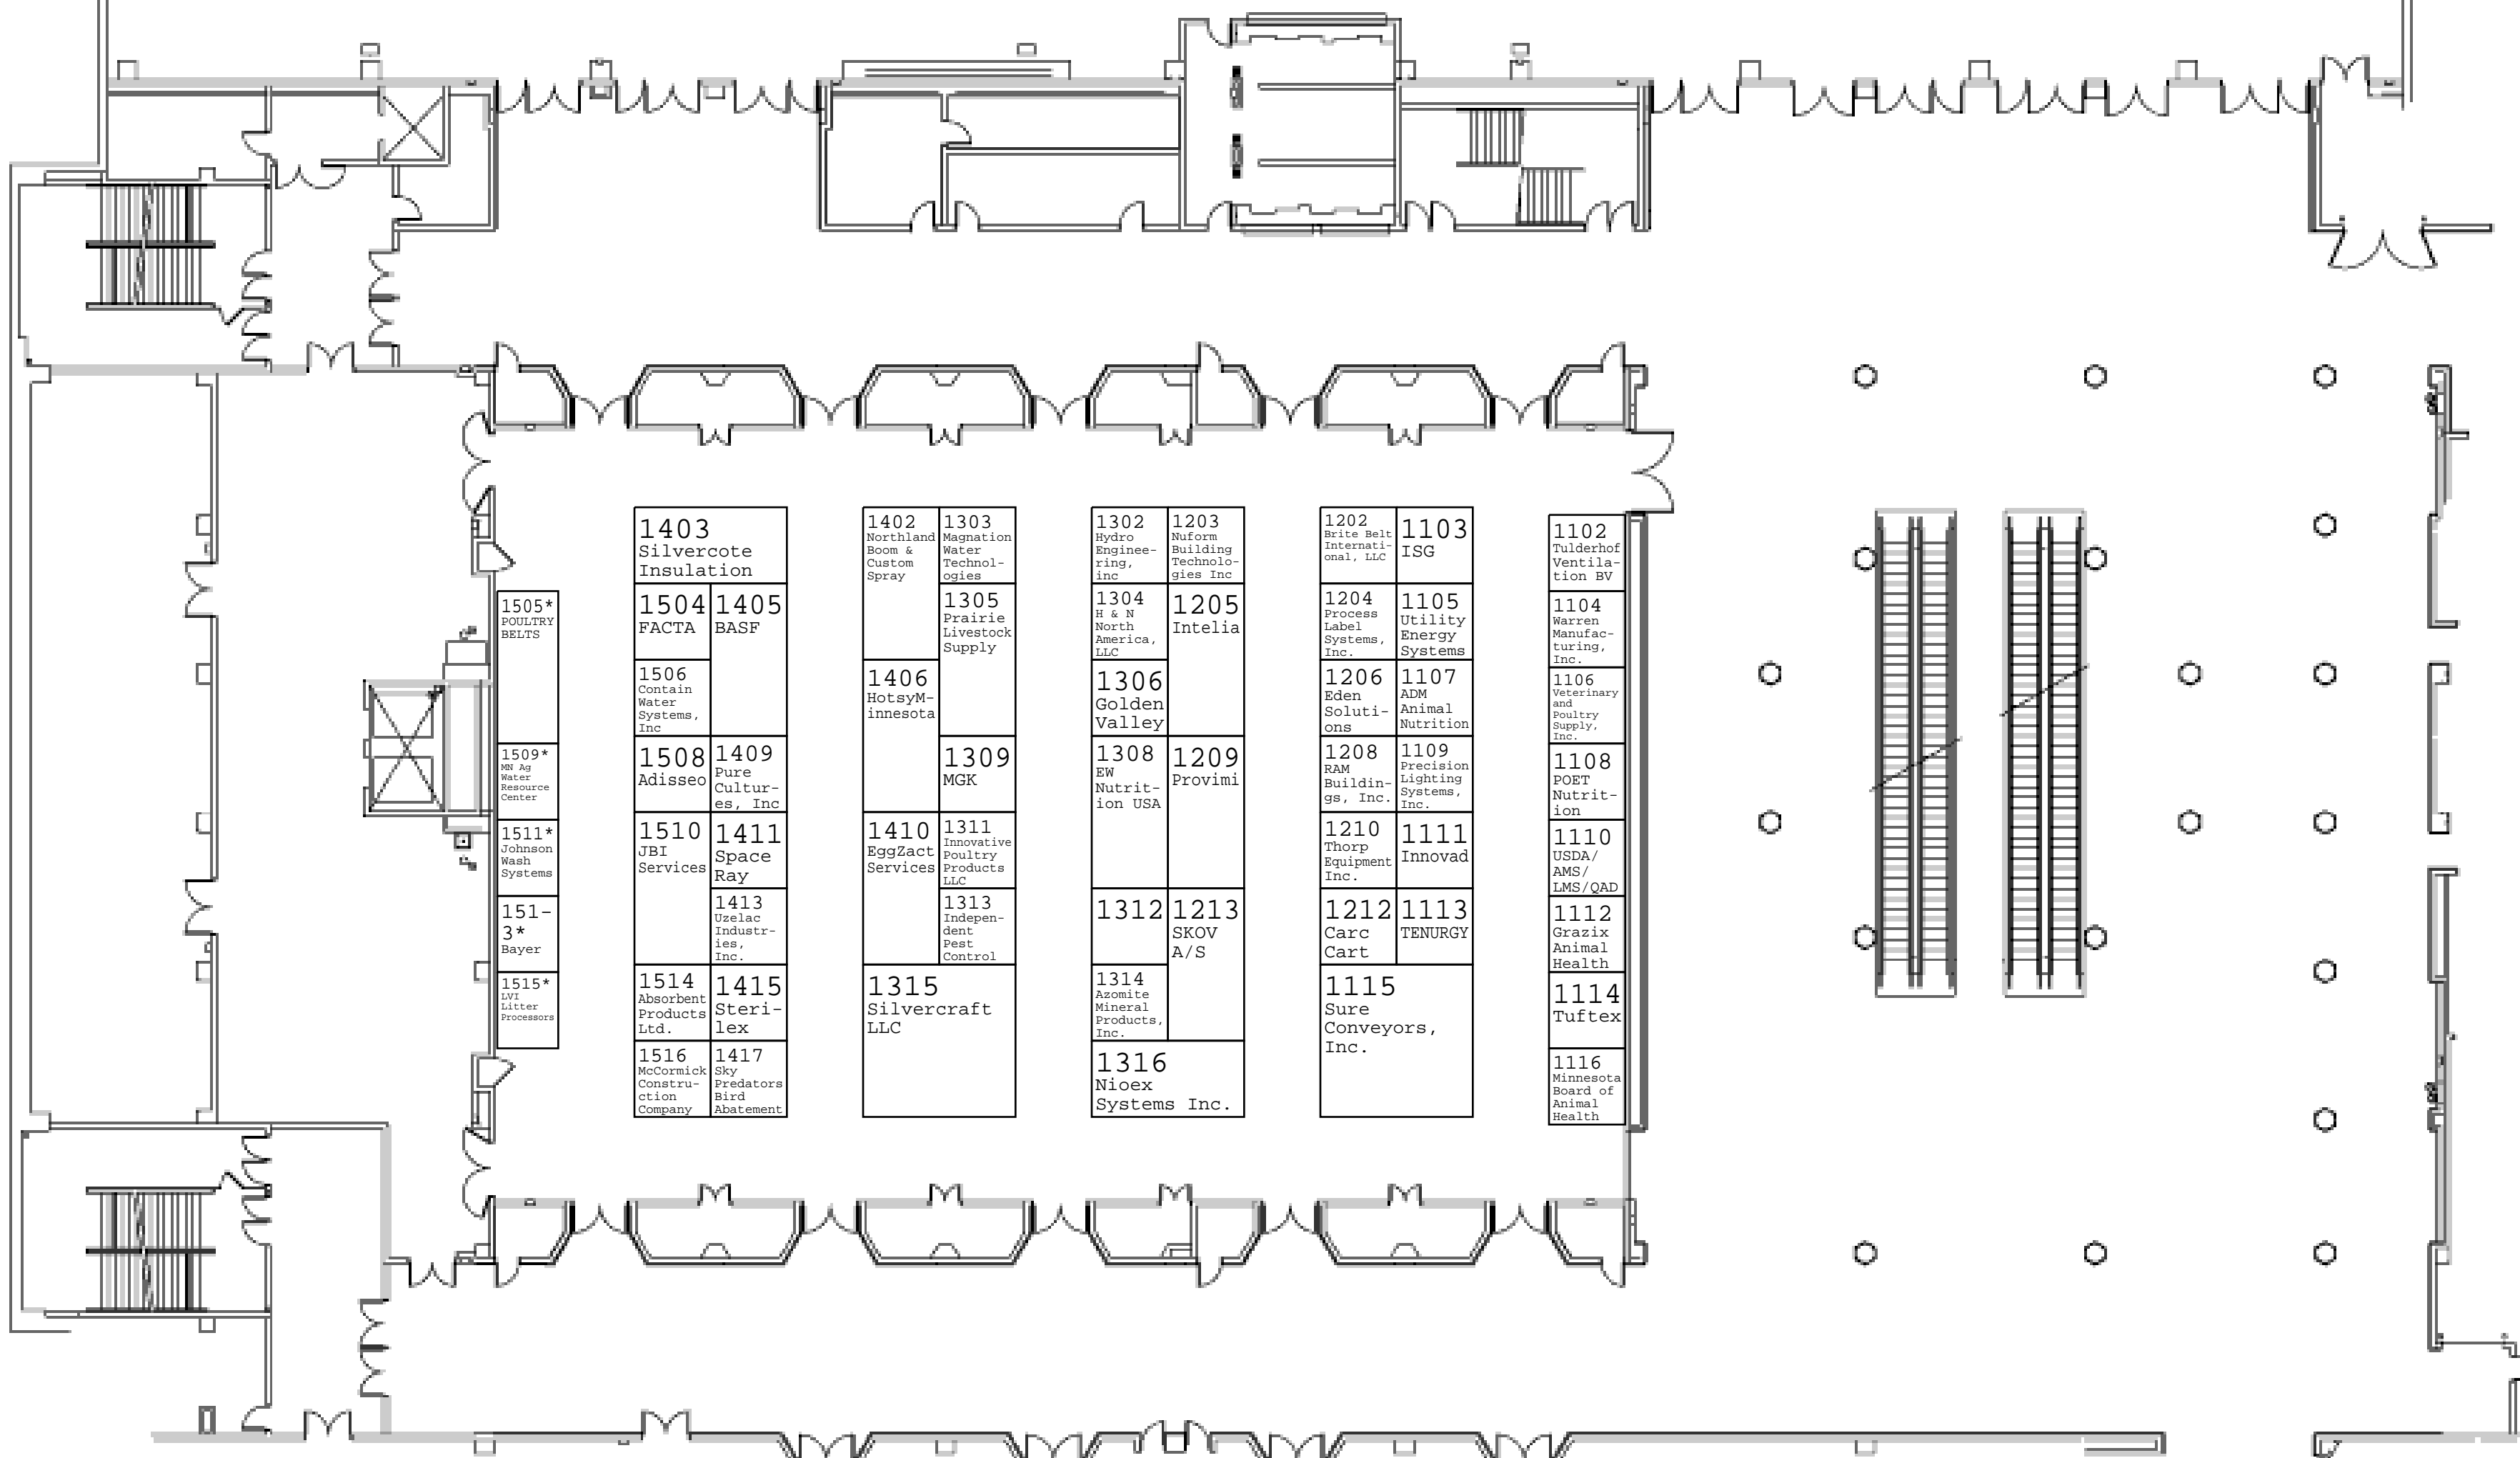 1505*
POULTRY
BELTS
1509*
MN Ag
Water
Resource
Center
1511*
Johnson
Wash
Systems
151-
3*
Bayer
1515*
LVI
Litter
Processors
1403
Silvercote
Insulation
1504
FACTA
1405
BASF
1506
Contain
Water
Systems,
Inc
1508
Adisseo
1409
Pure
Cultur-
es, Inc
1510
JBI
Services
1411
Space
Ray
1413
Uzelac
Industr-
ies,
Inc.
1514
Absorbent
Products
Ltd.
1415
Steri-
lex
1516
McCormick
Constru-
ction
Company
1417
Sky
Predators
Bird
Abatement
1402
Northland
Boom &
Custom
Spray
1303
Magnation
Water
Technol-
ogies
1305
Prairie
Livestock
Supply
1406
HotsyM-
innesota
1309
MGK
1410
EggZact
Services
1311
Innovative
Poultry
Products
LLC
1313
Indepen-
dent
Pest
Control
1315
Silvercraft
LLC
1302
Hydro
Enginee-
ring,
inc
1203
Nuform
Building
Technolo-
gies Inc
1304
H & N
North
America,
LLC
1205
Intelia
1306
Golden
Valley
1308
EW
Nutrit-
ion USA
1209
Provimi
1312
1213
SKOV
A/S
1314
Azomite
Mineral
Products,
Inc.
1316
Nioex
Systems Inc.
1202
Brite Belt
Internati-
onal, LLC
1103
ISG
1204
Process
Label
Systems,
Inc.
1105
Utility
Energy
Systems
1206
Eden
Soluti-
ons
1107
ADM
Animal
Nutrition
1208
RAM
Buildin-
gs, Inc.
1109
Precision
Lighting
Systems,
Inc.
1210
Thorp
Equipment
Inc.
1111
Innovad
1212
Carc
Cart
1113
TENURGY
1115
Sure
Conveyors,
Inc.
1102
Tulderhof
Ventila-
tion BV
1104
Warren
Manufac-
turing,
Inc.
1106
Veterinary
and
Poultry
Supply,
Inc.
1108
POET
Nutrit-
ion
1110
USDA/
AMS/
LMS/QAD
1112
Grazix
Animal
Health
1114
Tuftex
1116
Minnesota
Board of
Animal
Health